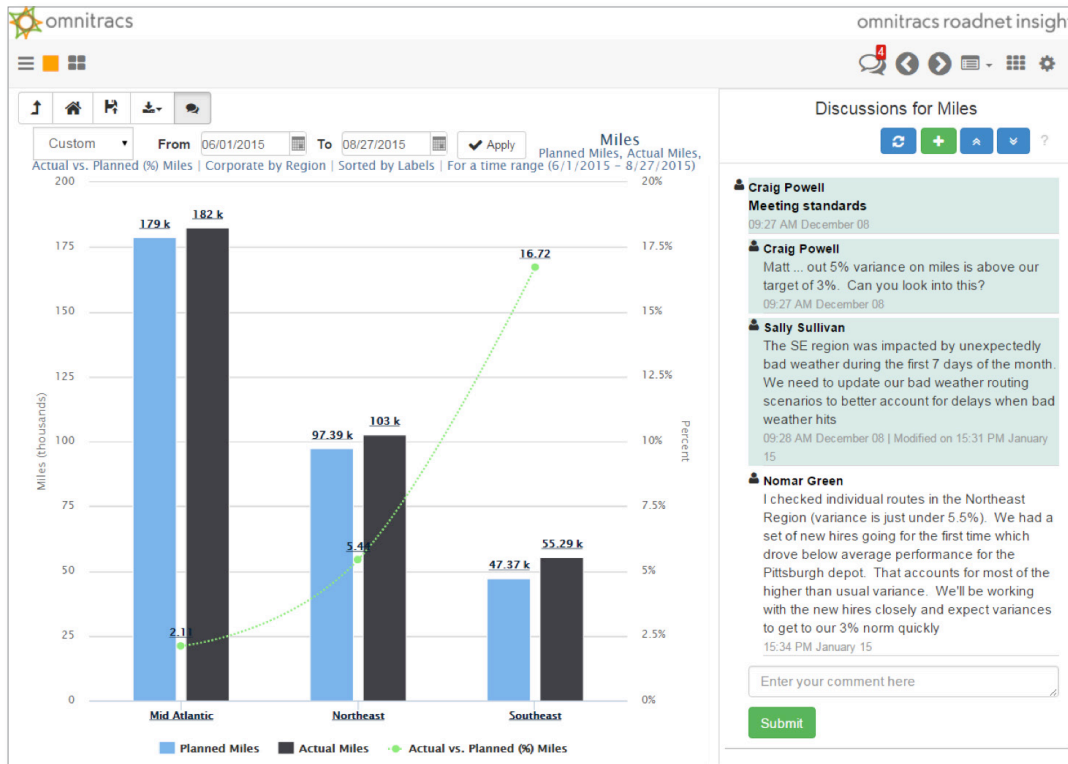 omnitracs
omnitracs roadnet insight
4
Discussions for Miles
Custom
From 06/01/2015 To 08/27/2015 Apply
Miles
Planned Miles, Actual Miles,
Actual vs. Planned (%) Miles | Corporate by Region | Sorted by Labels | For a time range (6/1/2015 - 8/27/2015)
?
200
175
150
125
100
75
50
25
0
Miles (thousands)
179 k
182 k
97.39 k
103 k
47.37 k
55.29 k
2.11
5.44
16.72
20%
17.5%
15%
12.5%
10%
7.5%
5%
2.5%
0%
Percent
Mid Atlantic
Northeast
Southeast
Planned Miles
Actual Miles
Actual vs. Planned (%) Miles
Craig Powell
Meeting standards
09:27 AM December 08
Craig Powell
Matt ... out 5% variance on miles is above our
target of 3%. Can you look into this?
09:27 AM December 08
Sally Sullivan
The SE region was impacted by unexpectedly
bad weather during the first 7 days of the month.
We need to update our bad weather routing
scenarios to better account for delays when bad
weather hits
09:28 AM December 08 | Modified on 15:31 PM January
15
Nomar Green
I checked individual routes in the Northeast
Region (variance is just under 5.5%). We had a
set of new hires going for the first time which
drove below average performance for the
Pittsburgh depot. That accounts for most of the
higher than usual variance. We'll be working
with the new hires closely and expect variances
to get to our 3% norm quickly
15:34 PM January 15
Enter your comment here
Submit